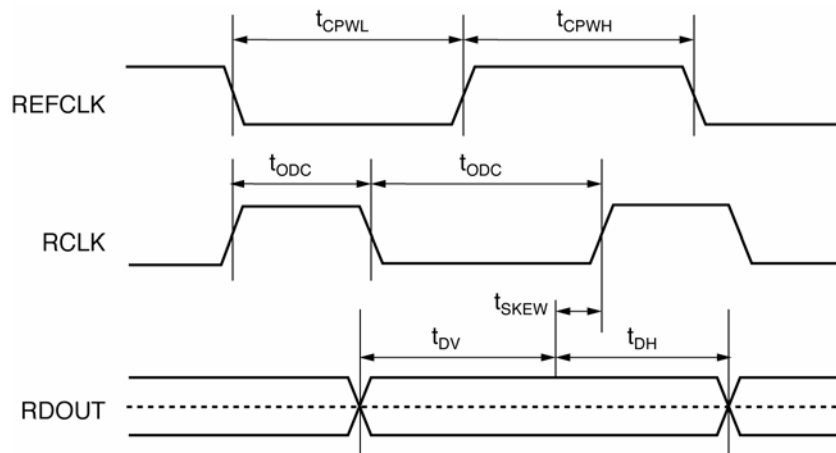 tCPWL tCPWH
REFCLK
tODC tODC
RCLK
tSKEW
tDV tDH
RDOUT